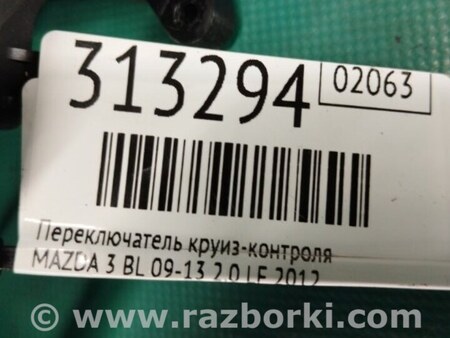 313294
02063
Переключатель круиз-контроля
MAZDA 3 BL 09-13 2.0 LF 2012
© www.razborki.com